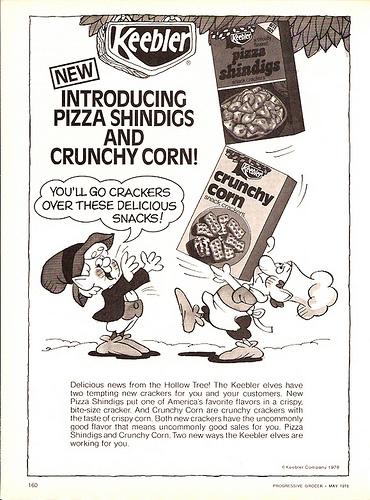 Keebler
®
NEW
INTRODUCING
PIZZA SHINDIGS
AND
CRUNCHY CORN!
Keebler
pizza
shindigs
snack crackers
Keebler
crunchy
corn
snack crackers
YOU'LL GO CRACKERS
OVER THESE DELICIOUS
SNACKS!
Delicious news from the Hollow Tree! The Keebler elves have
two tempting new crackers for you and your customers. New
Pizza Shindigs put one of America's favorite flavors in a crispy,
bite-size cracker. And Crunchy Corn are crunchy crackers with
the taste of crispy corn. Both new crackers have the uncommonly
good flavor that means uncommonly good sales for you. Pizza
Shindigs and Crunchy Corn. Two new ways the Keebler elves are
working for you.
© Keebler Company 1978
160
PROGRESSIVE GROCER • MAY 1978